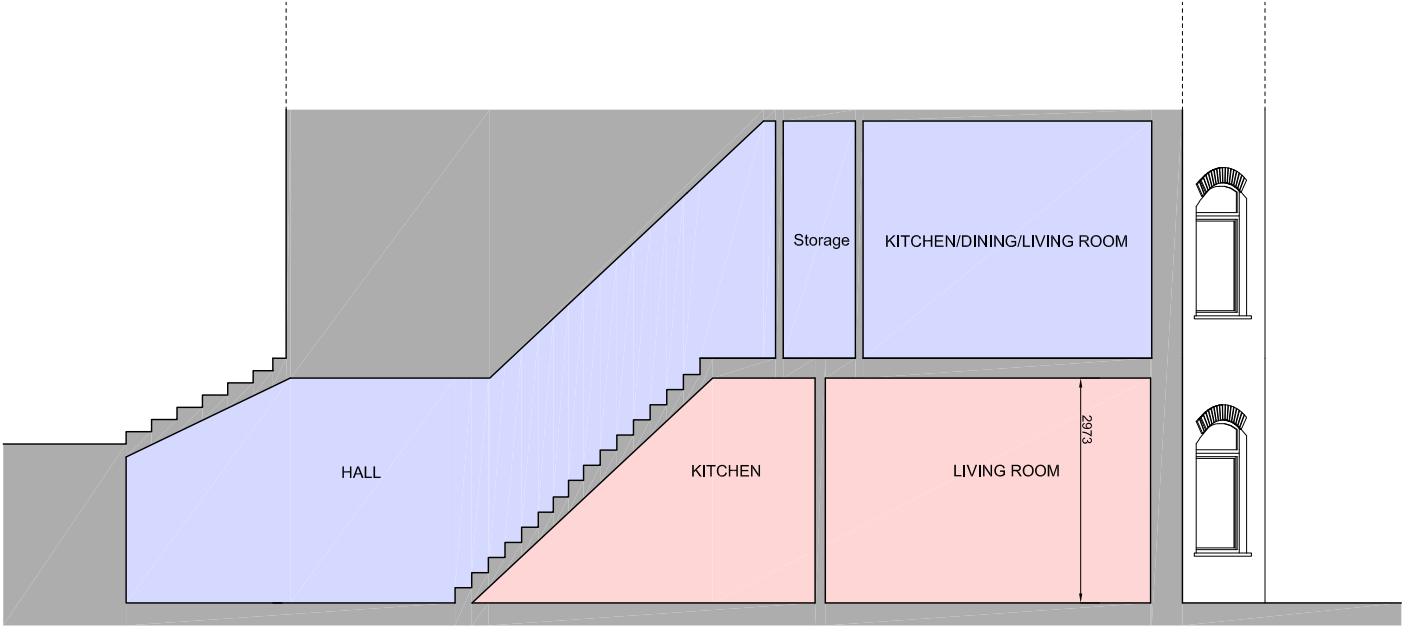 Storage
KITCHEN/DINING/LIVING ROOM
2973
HALL
KITCHEN
LIVING ROOM